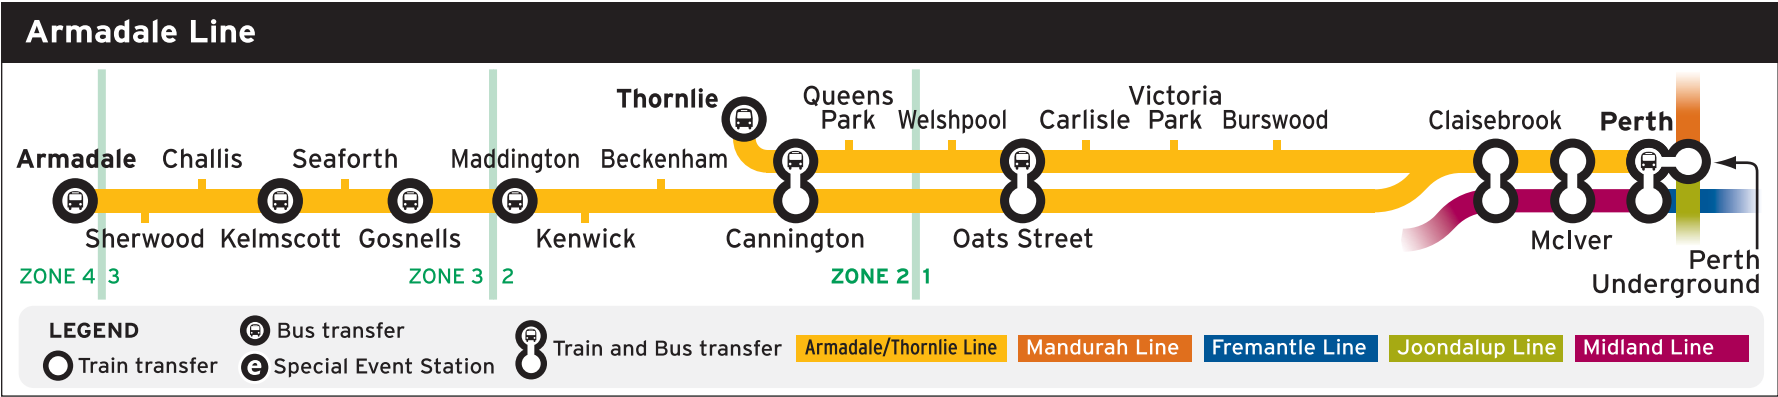 Armadale Line
Thornlie
Queens
Park
Welshpool
Carlisle
Victoria
Park
Burswood
Claisebrook
Perth
Armadale
Challis
Seaforth
Maddington
Beckenham
Sherwood
Kelmscott
Gosnells
Kenwick
Cannington
Oats Street
McIver
Perth
Underground
ZONE 4 3
ZONE 3 2
ZONE 2 1
LEGEND
Train transfer
Bus transfer
e Special Event Station
Train and Bus transfer
Armadale/Thornlie Line
Mandurah Line
Fremantle Line
Joondalup Line
Midland Line